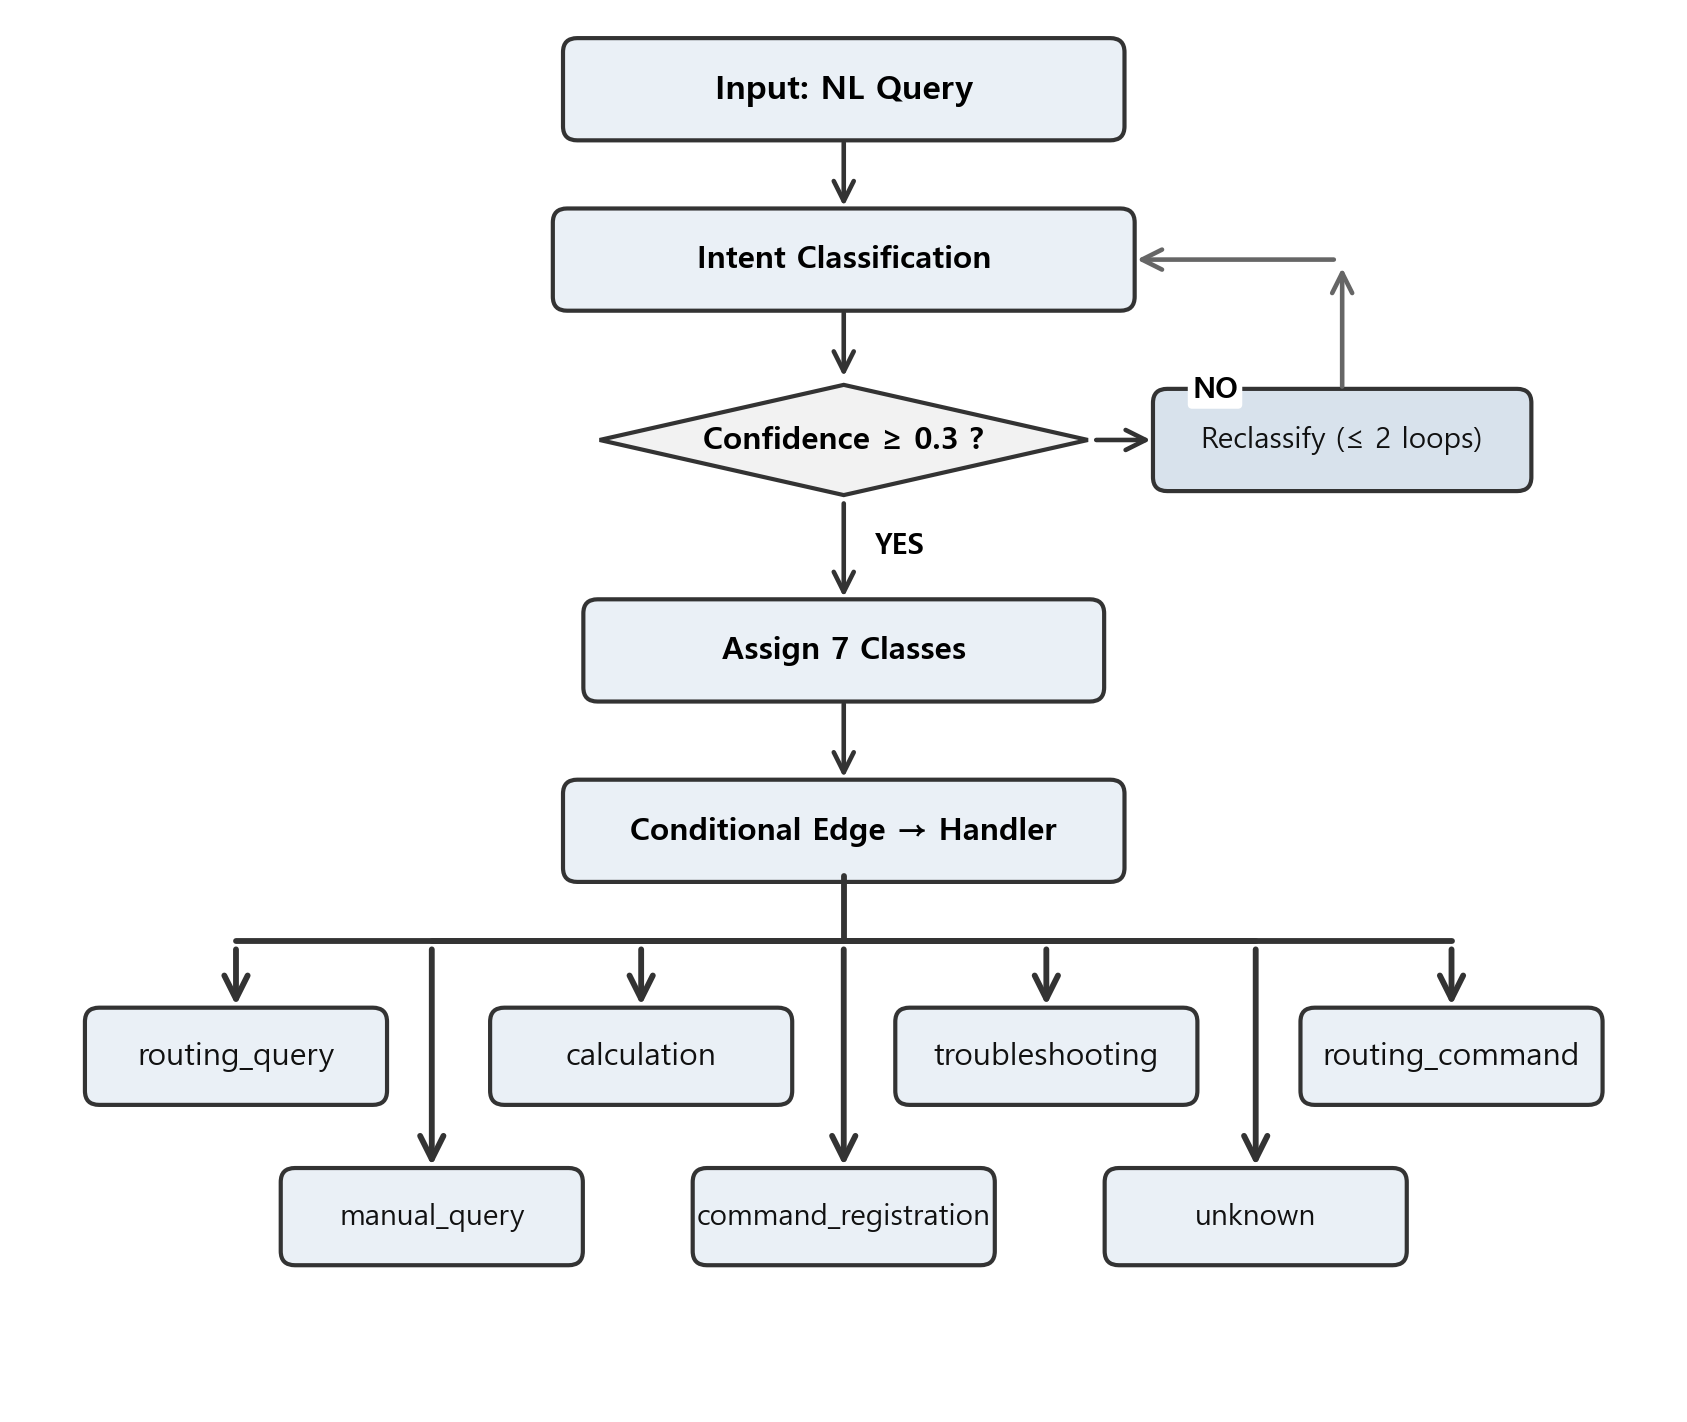 Input: NL Query
Intent Classification
NO
Confidence ≥ 0.3 ?
Reclassify (≤ 2 loops)
YES
Assign 7 Classes
Conditional Edge → Handler
routing_query
calculation
troubleshooting
routing_command
manual_query
command_registration
unknown